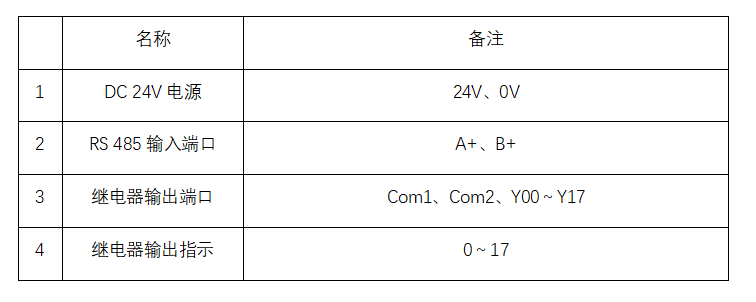 名称 备注
1 DC 24V 电源 24V、0V
2 RS 485 输入端口 A+、B+
3 继电器输出端口 Com1、Com2、Y00～Y17
4 继电器输出指示 0～17